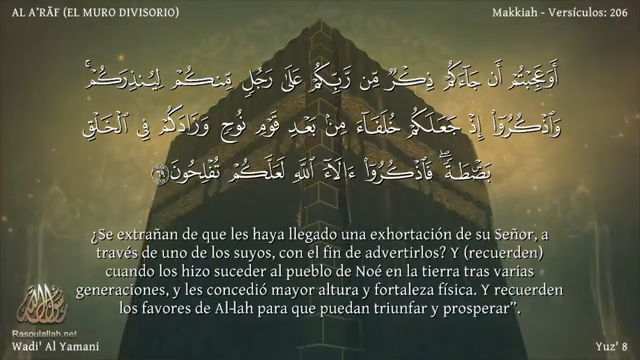 AL A'RĀF (EL MURO DIVISORIO)
Makkiah - Versículos: 206
أَوَعَجِبْتُمْ أَن جَآءَكُمْ ذِكْرٌ مِّن رَّبِّكُمْ عَلَىٰ رَجُلٍ مِّنكُمْ لِيُنذِرَكُمْ ۚ
وَٱذْكُرُوٓا۟ إِذْ جَعَلَكُمْ خُلَفَآءَ مِنۢ بَعْدِ قَوْمِ نُوحٍ وَزَادَكُمْ فِى ٱلْخَلْقِ
بَصْۜطَةً ۖ فَٱذْكُرُوٓا۟ ءَالَآءَ ٱللَّهِ لَعَلَّكُمْ تُفْلِحُونَ ٦٩
¿Se extrañan de que les haya llegado una exhortación de su Señor, a
través de uno de los suyos, con el fin de advertirlos? Y (recuerden)
cuando los hizo suceder al pueblo de Noé en la tierra tras varias
generaciones, y les concedió mayor altura y fortaleza física. Y recuerden
los favores de Al-lah para que puedan triunfar y prosperar”.
Rasoulallah.net
Wadi' Al Yamani
Yuz' 8